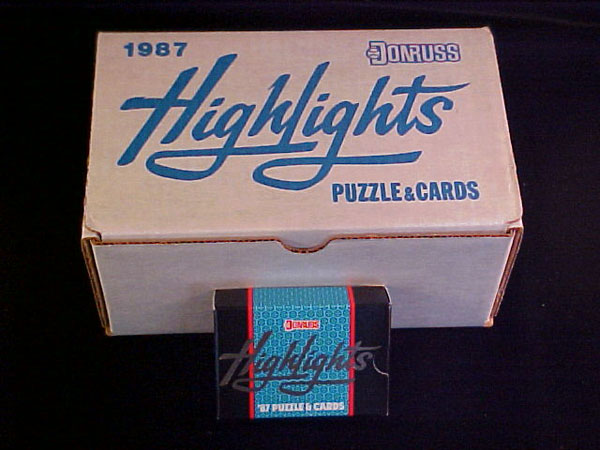 1987 DONRUSS
Highlights
PUZZLE & CARDS
DONRUSS
Highlights
'87 PUZZLE & CARDS